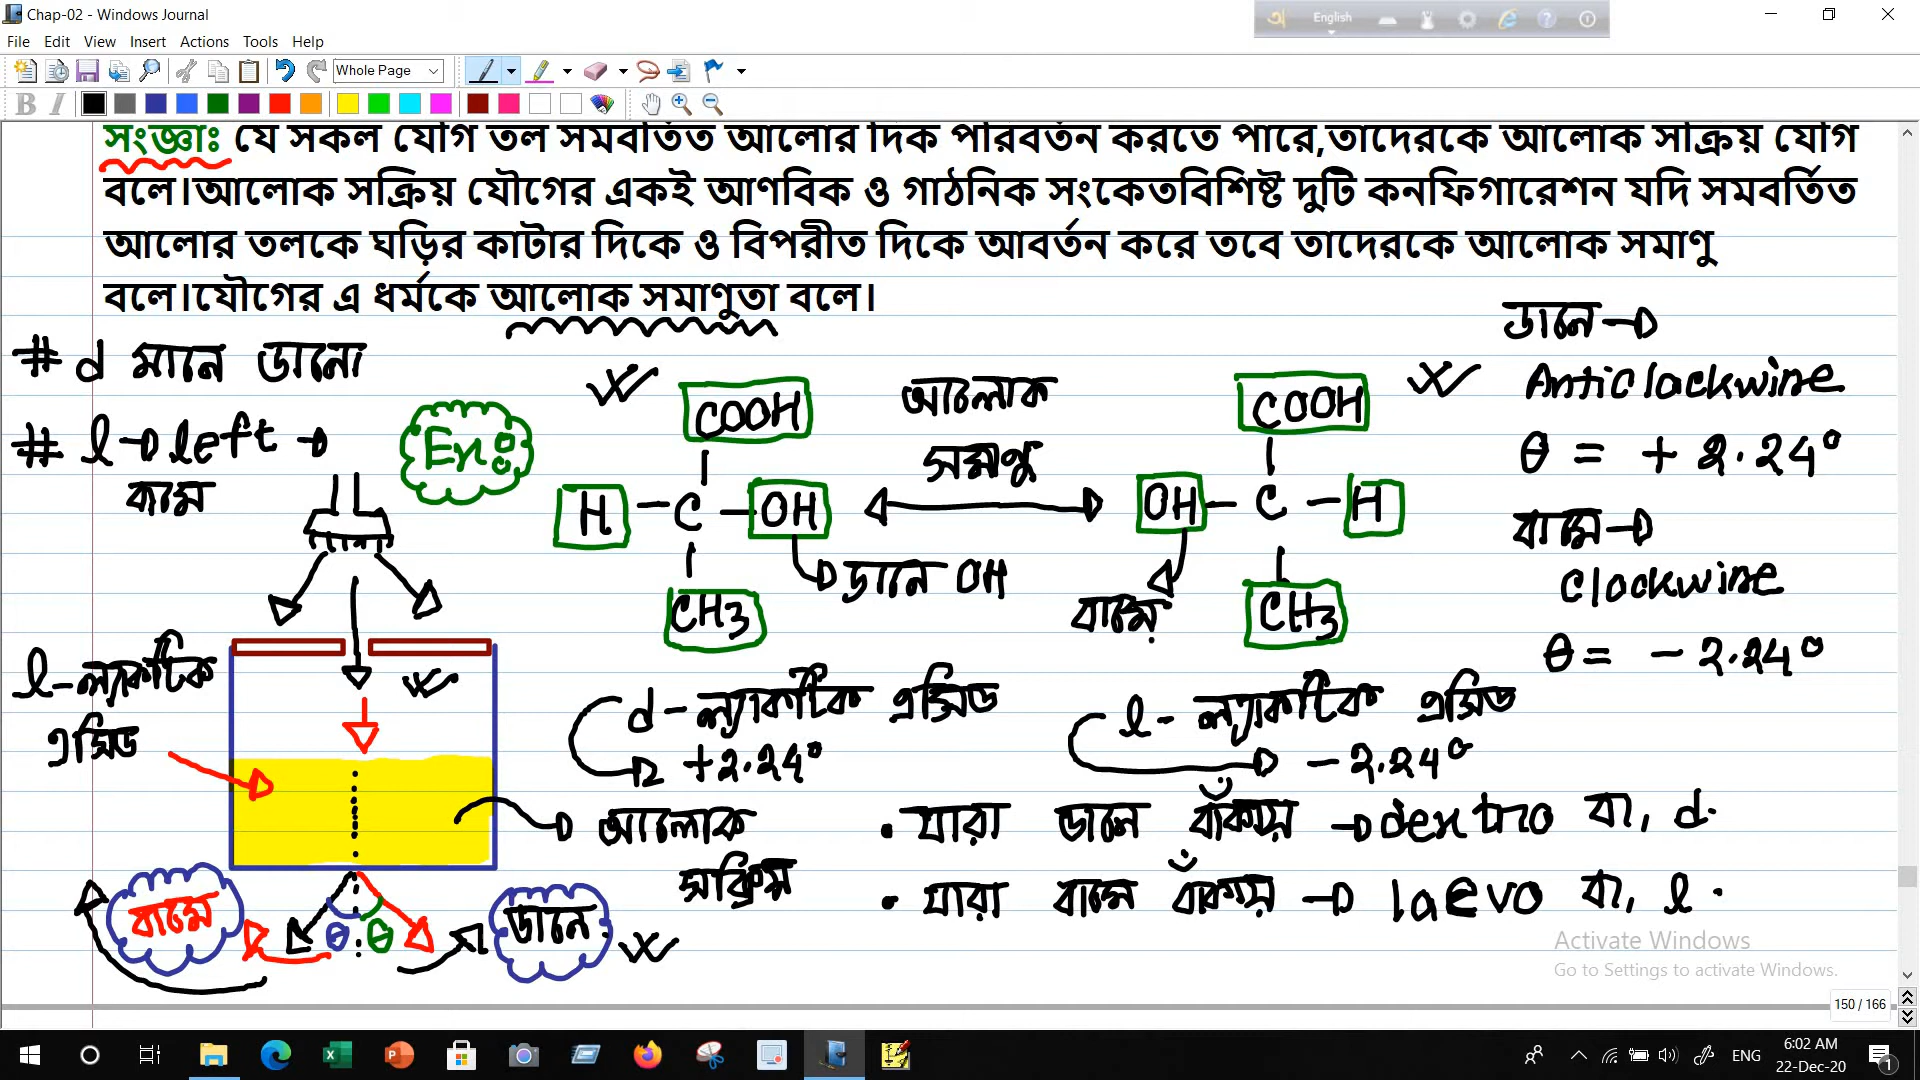 Chap-02 - Windows Journal
English
File Edit View Insert Actions Tools Help
Whole Page
B I
সংজ্ঞাঃ যে সকল যৌগ তল সমবর্তিত আলোর দিক পরিবর্তন করতে পারে,তাদেরকে আলোক সক্রিয় যৌগ
বলে।আলোক সক্রিয় যৌগের একই আণবিক ও গাঠনিক সংকেতবিশিষ্ট দুটি কনফিগারেশন যদি সমবর্তিত
আলোর তলকে ঘড়ির কাটার দিকে ও বিপরীত দিকে আবর্তন করে তবে তাদেরকে আলোক সমাণু
বলে।যৌগের এ ধর্মকে আলোক সমাণুতা বলে।
# d মানে ডানে
# l→left→
বামে
En:
COOH
H - C - OH
CH3
ডানে OH
আলোক
সমাণু
COOH
OH - C - H
CH3
বামে
ডানে→
Anticlockwise
θ = + 2.24°
বামে→
Clockwise
θ = - 2.24°
l-ল্যাকটিক
এসিড
d-ল্যাকটিক এসিড
+2.24°
l- ল্যাকটিক এসিড
-2.24°
আলোক
সক্রিয়
• যারা ডানে বাঁকায় → dextro বা, d.
• যারা বামে বাঁকায় → laevo বা, l.
বামে
θ θ
ডানে
Activate Windows
Go to Settings to activate Windows.
150 / 166
ENG
6:02 AM
22-Dec-20
1